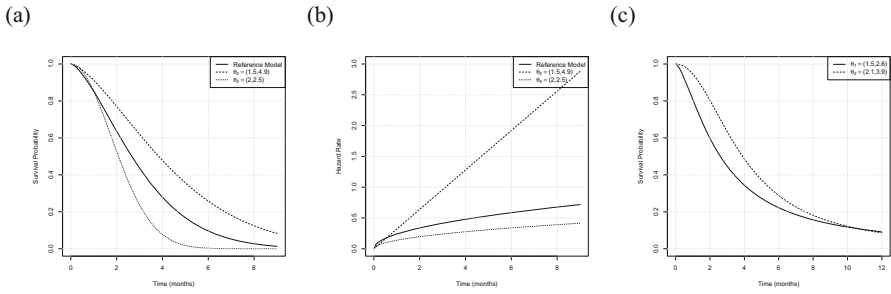 (a)
Survival Probability
1.0
0.8
0.6
0.4
0.2
0.0
0
2
4
6
8
Time (months)
Reference Model
θ₂ = (1.5,4.9)
θ₂ = (2,2.5)
(b)
Hazard Rate
3.0
2.5
2.0
1.5
1.0
0.5
0.0
0
2
4
6
8
Time (months)
Reference Model
θ₂ = (1.5,4.9)
θ₂ = (2,2.5)
(c)
Survival Probability
1.0
0.8
0.6
0.4
0.2
0.0
0
2
4
6
8
10
12
Time (months)
θ₁ = (1.5,2.6)
θ₂ = (2.1,3.9)